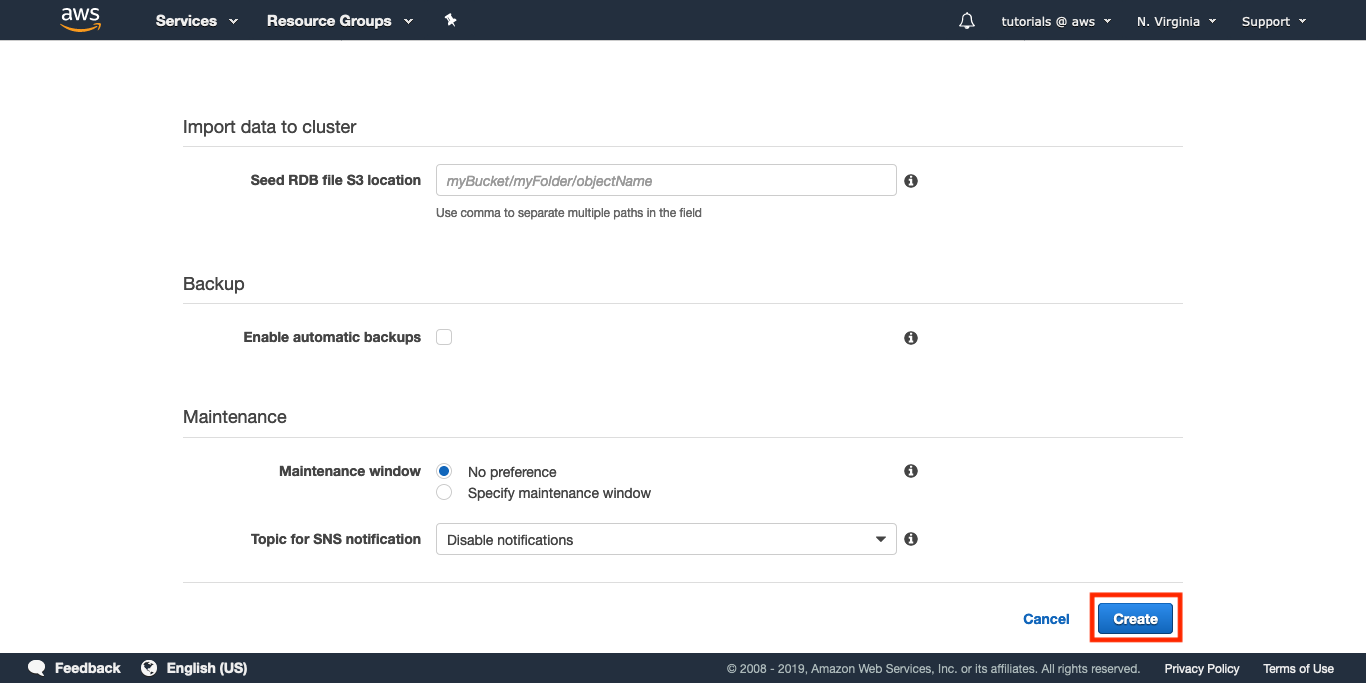 aws Services Resource Groups tutorials @ aws N. Virginia Support
Import data to cluster
Seed RDB file S3 location myBucket/myFolder/objectName
Use comma to separate multiple paths in the field
Backup
Enable automatic backups
Maintenance
Maintenance window No preference
Specify maintenance window
Topic for SNS notification Disable notifications
Cancel Create
Feedback English (US) © 2008 - 2019, Amazon Web Services, Inc. or its affiliates. All rights reserved. Privacy Policy Terms of Use